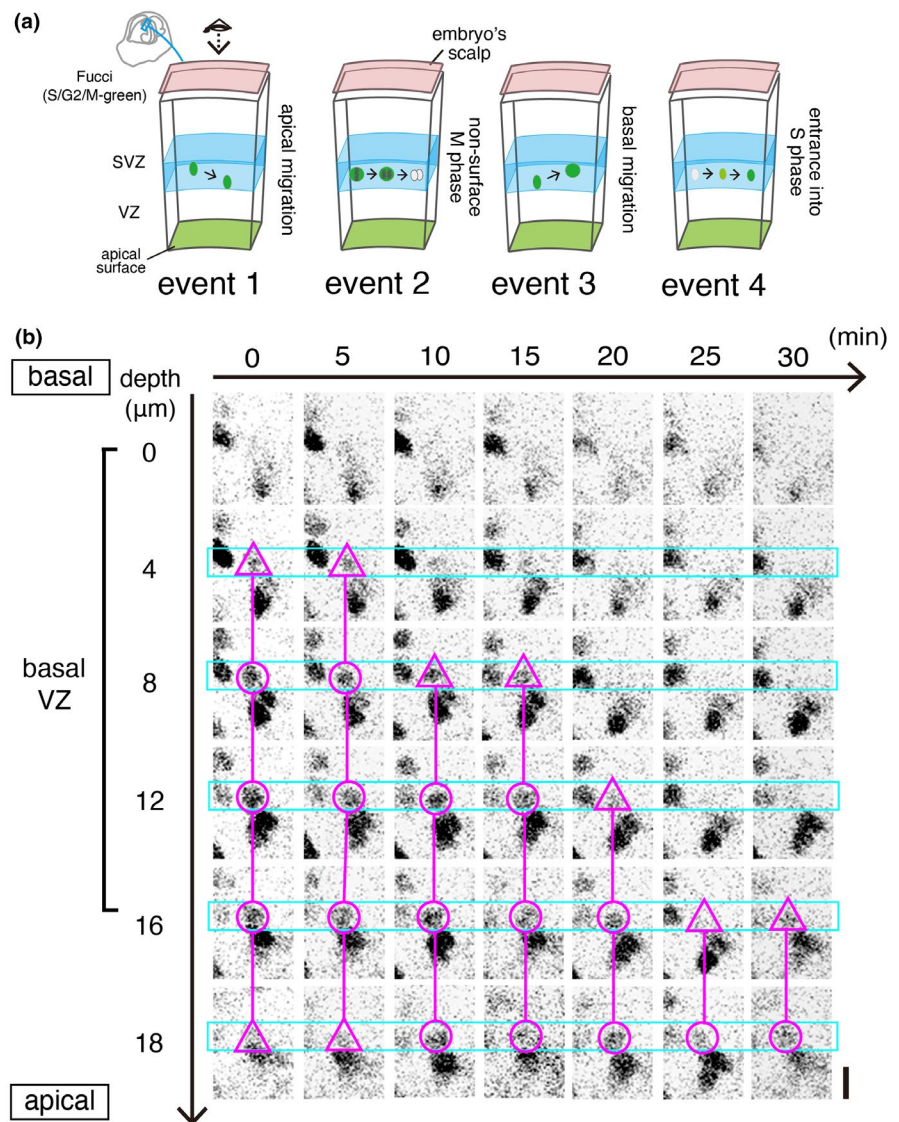 (a)
embryo's
scalp
Fucci
(S/G2/M-green)
SVZ
VZ
apical
surface
apical migration
non-surface
M phase
basal migration
entrance into
S phase
event 1
event 2
event 3
event 4
(b)
(min)
0 5 10 15 20 25 30
basal
depth
(μm)
0
4
8
basal
VZ
12
16
18
apical